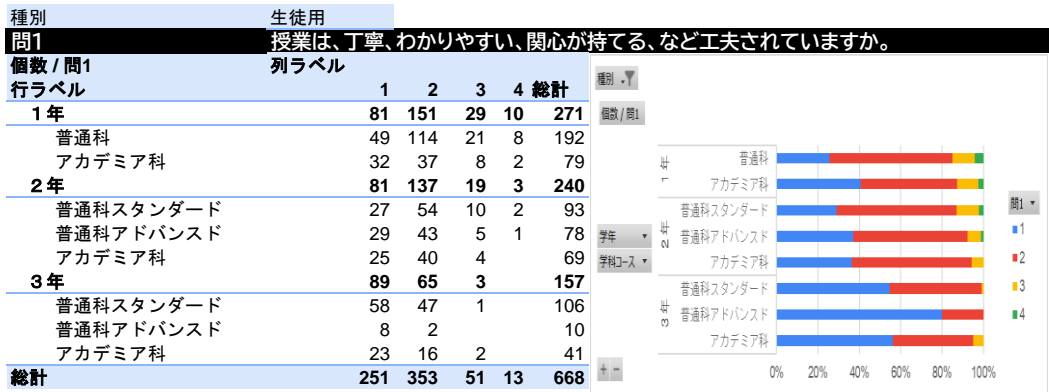 種別 生徒用
問1 授業は、丁寧、わかりやすい、関心が持てる、など工夫されていますか。
個数 / 問1 列ラベル
行ラベル 1 2 3 4 総計
1年 81 151 29 10 271
普通科 49 114 21 8 192
アカデミア科 32 37 8 2 79
2年 81 137 19 3 240
普通科スタンダード 27 54 10 2 93
普通科アドバンスド 29 43 5 1 78
アカデミア科 25 40 4 69
3年 89 65 3 157
普通科スタンダード 58 47 1 106
普通科アドバンスド 8 2 10
アカデミア科 23 16 2 41
総計 251 353 51 13 668
種別
個数 / 問1
1年
普通科
アカデミア科
2年
普通科スタンダード
普通科アドバンスド
アカデミア科
3年
普通科スタンダード
普通科アドバンスド
アカデミア科
学年
学科コース
問1
1
2
3
4
+ -
0% 20% 40% 60% 80% 100%